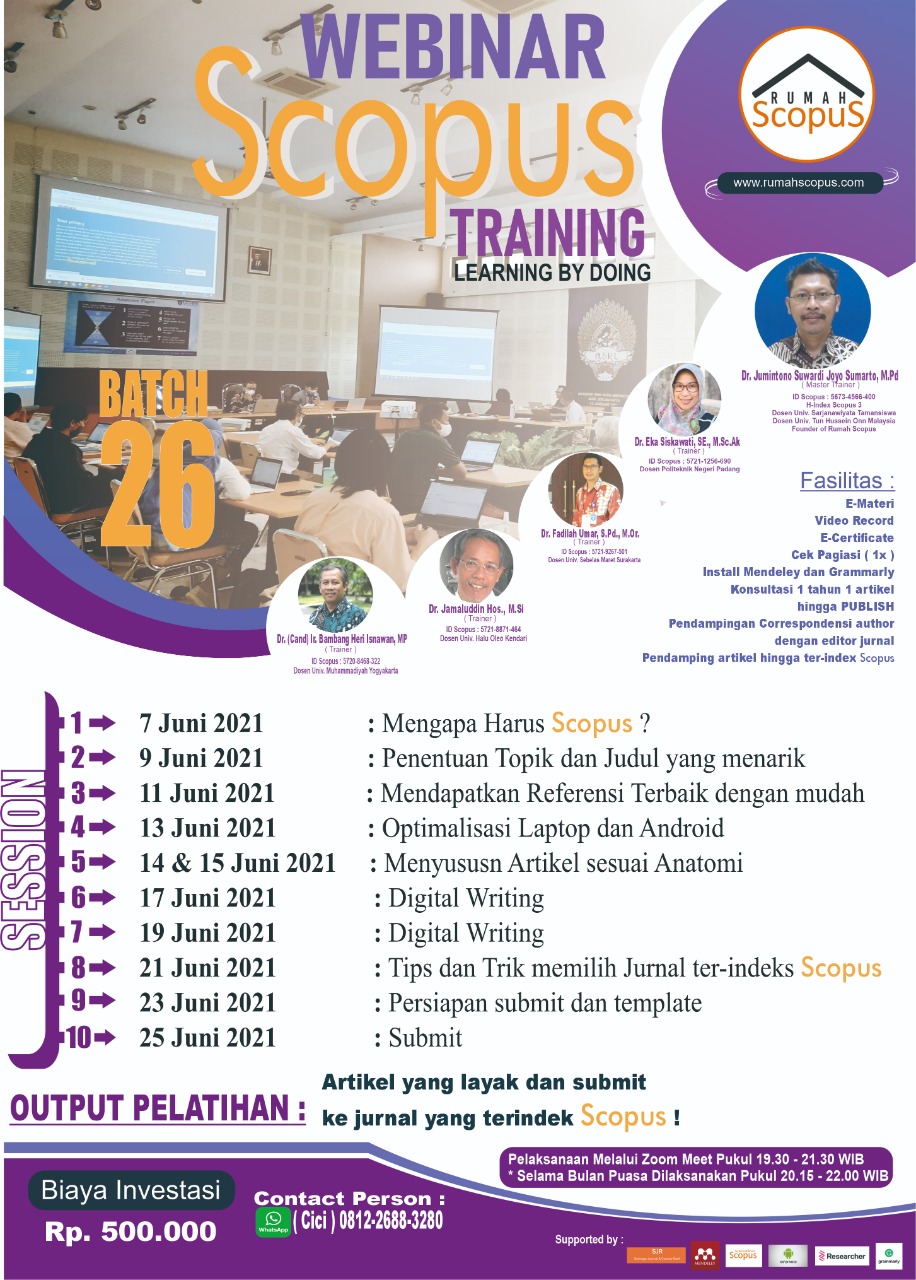 WEBINAR
Scopus
TRAINING
LEARNING BY DOING
RUMAH
ScopuS
www.rumahscopus.com
BATCH
26
Dr. Jumintono Suwardi Joyo Sumarto, M.Pd
( Master Trainer )
ID Scopus : 5673-4566-400
H-Index Scopus 3
Dosen Univ. Sarjanawiyata Tamansiswa
Dosen Univ. Tun Hussein Onn Malaysia
Founder of Rumah Scopus
Dr. Eka Siskawati, SE., M.Sc.Ak
( Trainer )
ID Scopus : 5721-1256-690
Dosen Politeknik Negeri Padang
Dr. Fadilah Umar, S.Pd., M.Or.
( Trainer )
ID Scopus : 5721-9267-501
Dosen Univ. Sebelas Maret Surakarta
Dr. Jamaluddin Hos., M.Si
( Trainer )
ID Scopus : 5721-8871-464
Dosen Univ. Halu Oleo Kendari
Dr. (Cand) Ir. Bambang Heri Isnawan, MP
( Trainer )
ID Scopus : 5720-8468-322
Dosen Univ. Muhammadiyah Yogyakarta
Fasilitas :
E-Materi
Video Record
E-Certificate
Cek Pagiasi ( 1x )
Install Mendeley dan Grammarly
Konsultasi 1 tahun 1 artikel
hingga PUBLISH
Pendampingan Correspondensi author
dengan editor jurnal
Pendamping artikel hingga ter-index Scopus
SESSION
1 7 Juni 2021 : Mengapa Harus Scopus ?
2 9 Juni 2021 : Penentuan Topik dan Judul yang menarik
3 11 Juni 2021 : Mendapatkan Referensi Terbaik dengan mudah
4 13 Juni 2021 : Optimalisasi Laptop dan Android
5 14 & 15 Juni 2021 : Menyususn Artikel sesuai Anatomi
6 17 Juni 2021 : Digital Writing
7 19 Juni 2021 : Digital Writing
8 21 Juni 2021 : Tips dan Trik memilih Jurnal ter-indeks Scopus
9 23 Juni 2021 : Persiapan submit dan template
10 25 Juni 2021 : Submit
OUTPUT PELATIHAN :
Artikel yang layak dan submit
ke jurnal yang terindek Scopus !
Pelaksanaan Melalui Zoom Meet Pukul 19.30 - 21.30 WIB
* Selama Bulan Puasa Dilaksanakan Pukul 20.15 - 22.00 WIB
Biaya Investasi
Rp. 500.000
Contact Person :
WhatsApp
( Cici ) 0812-2688-3280
Supported by :
SJR
MENDELEY
Scopus
Researcher
grammarly